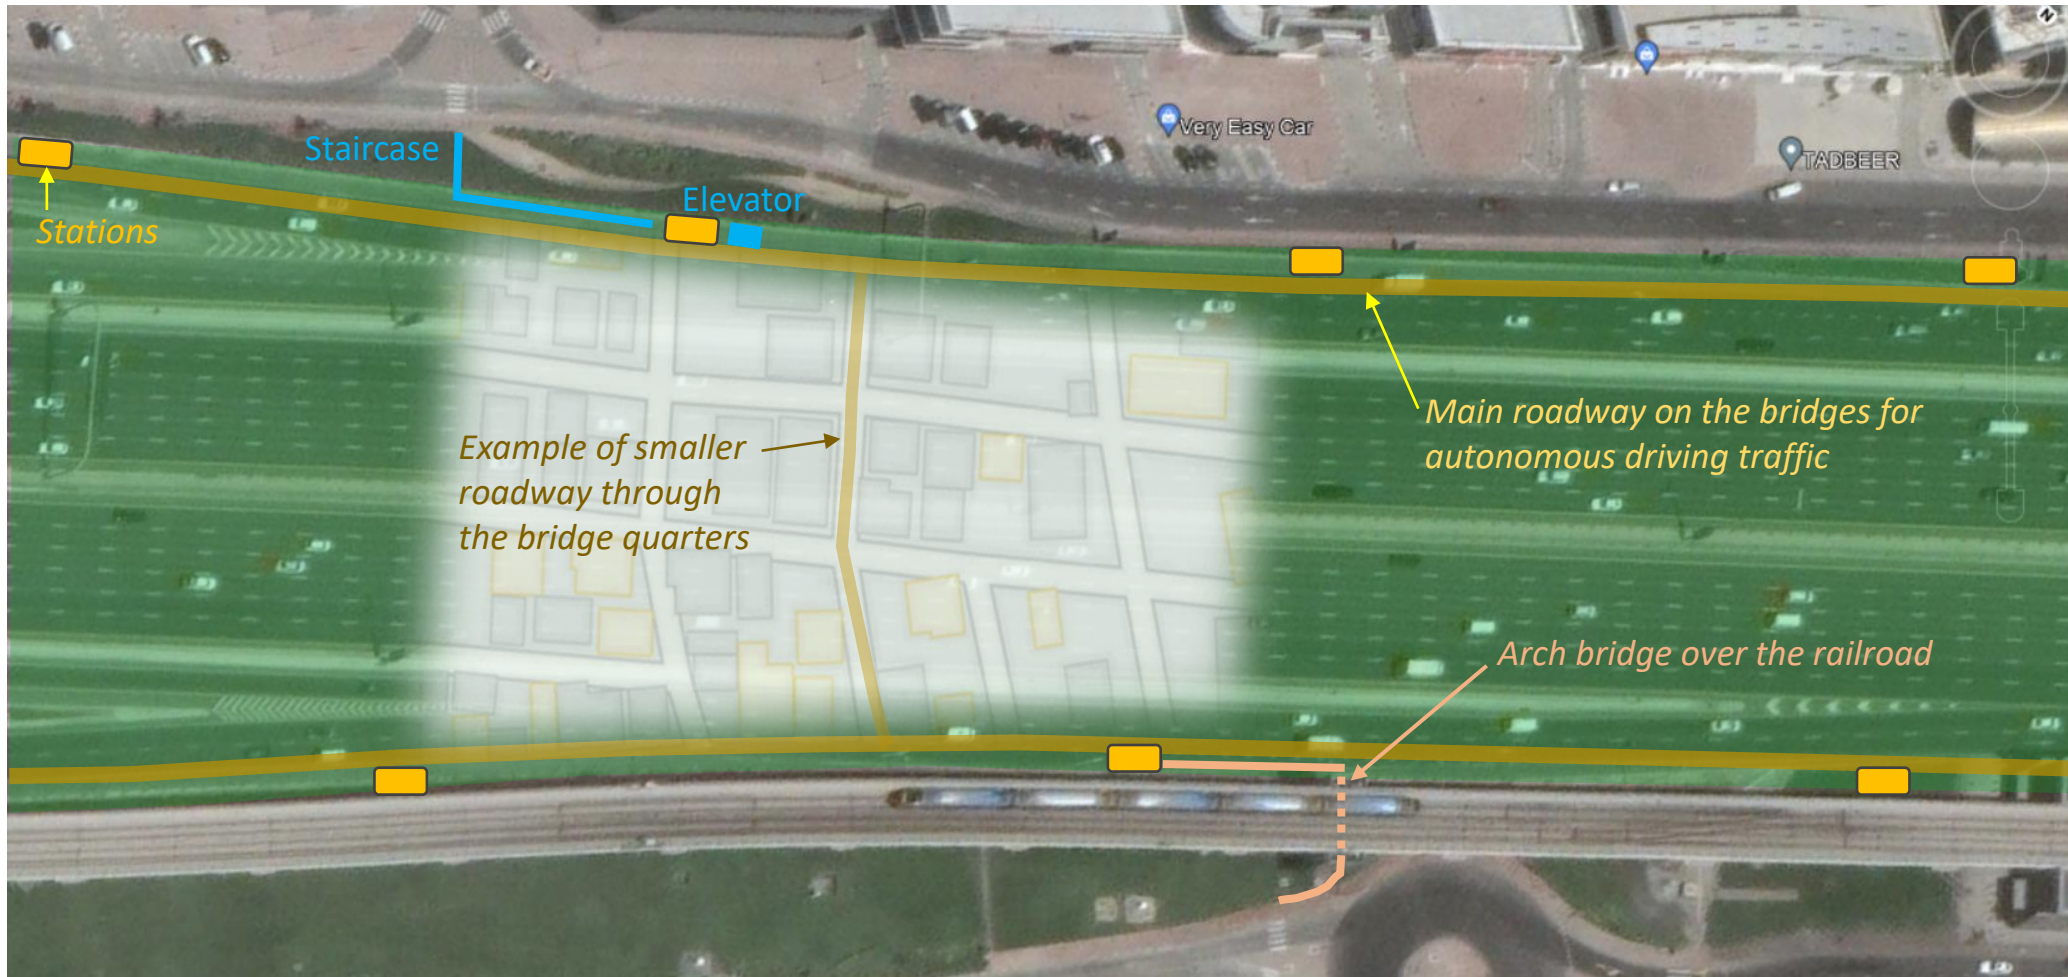 N
Very Easy Car
Staircase
TADBEER
Elevator
Stations
Main roadway on the bridges for
autonomous driving traffic
Example of smaller
roadway through
the bridge quarters
Arch bridge over the railroad